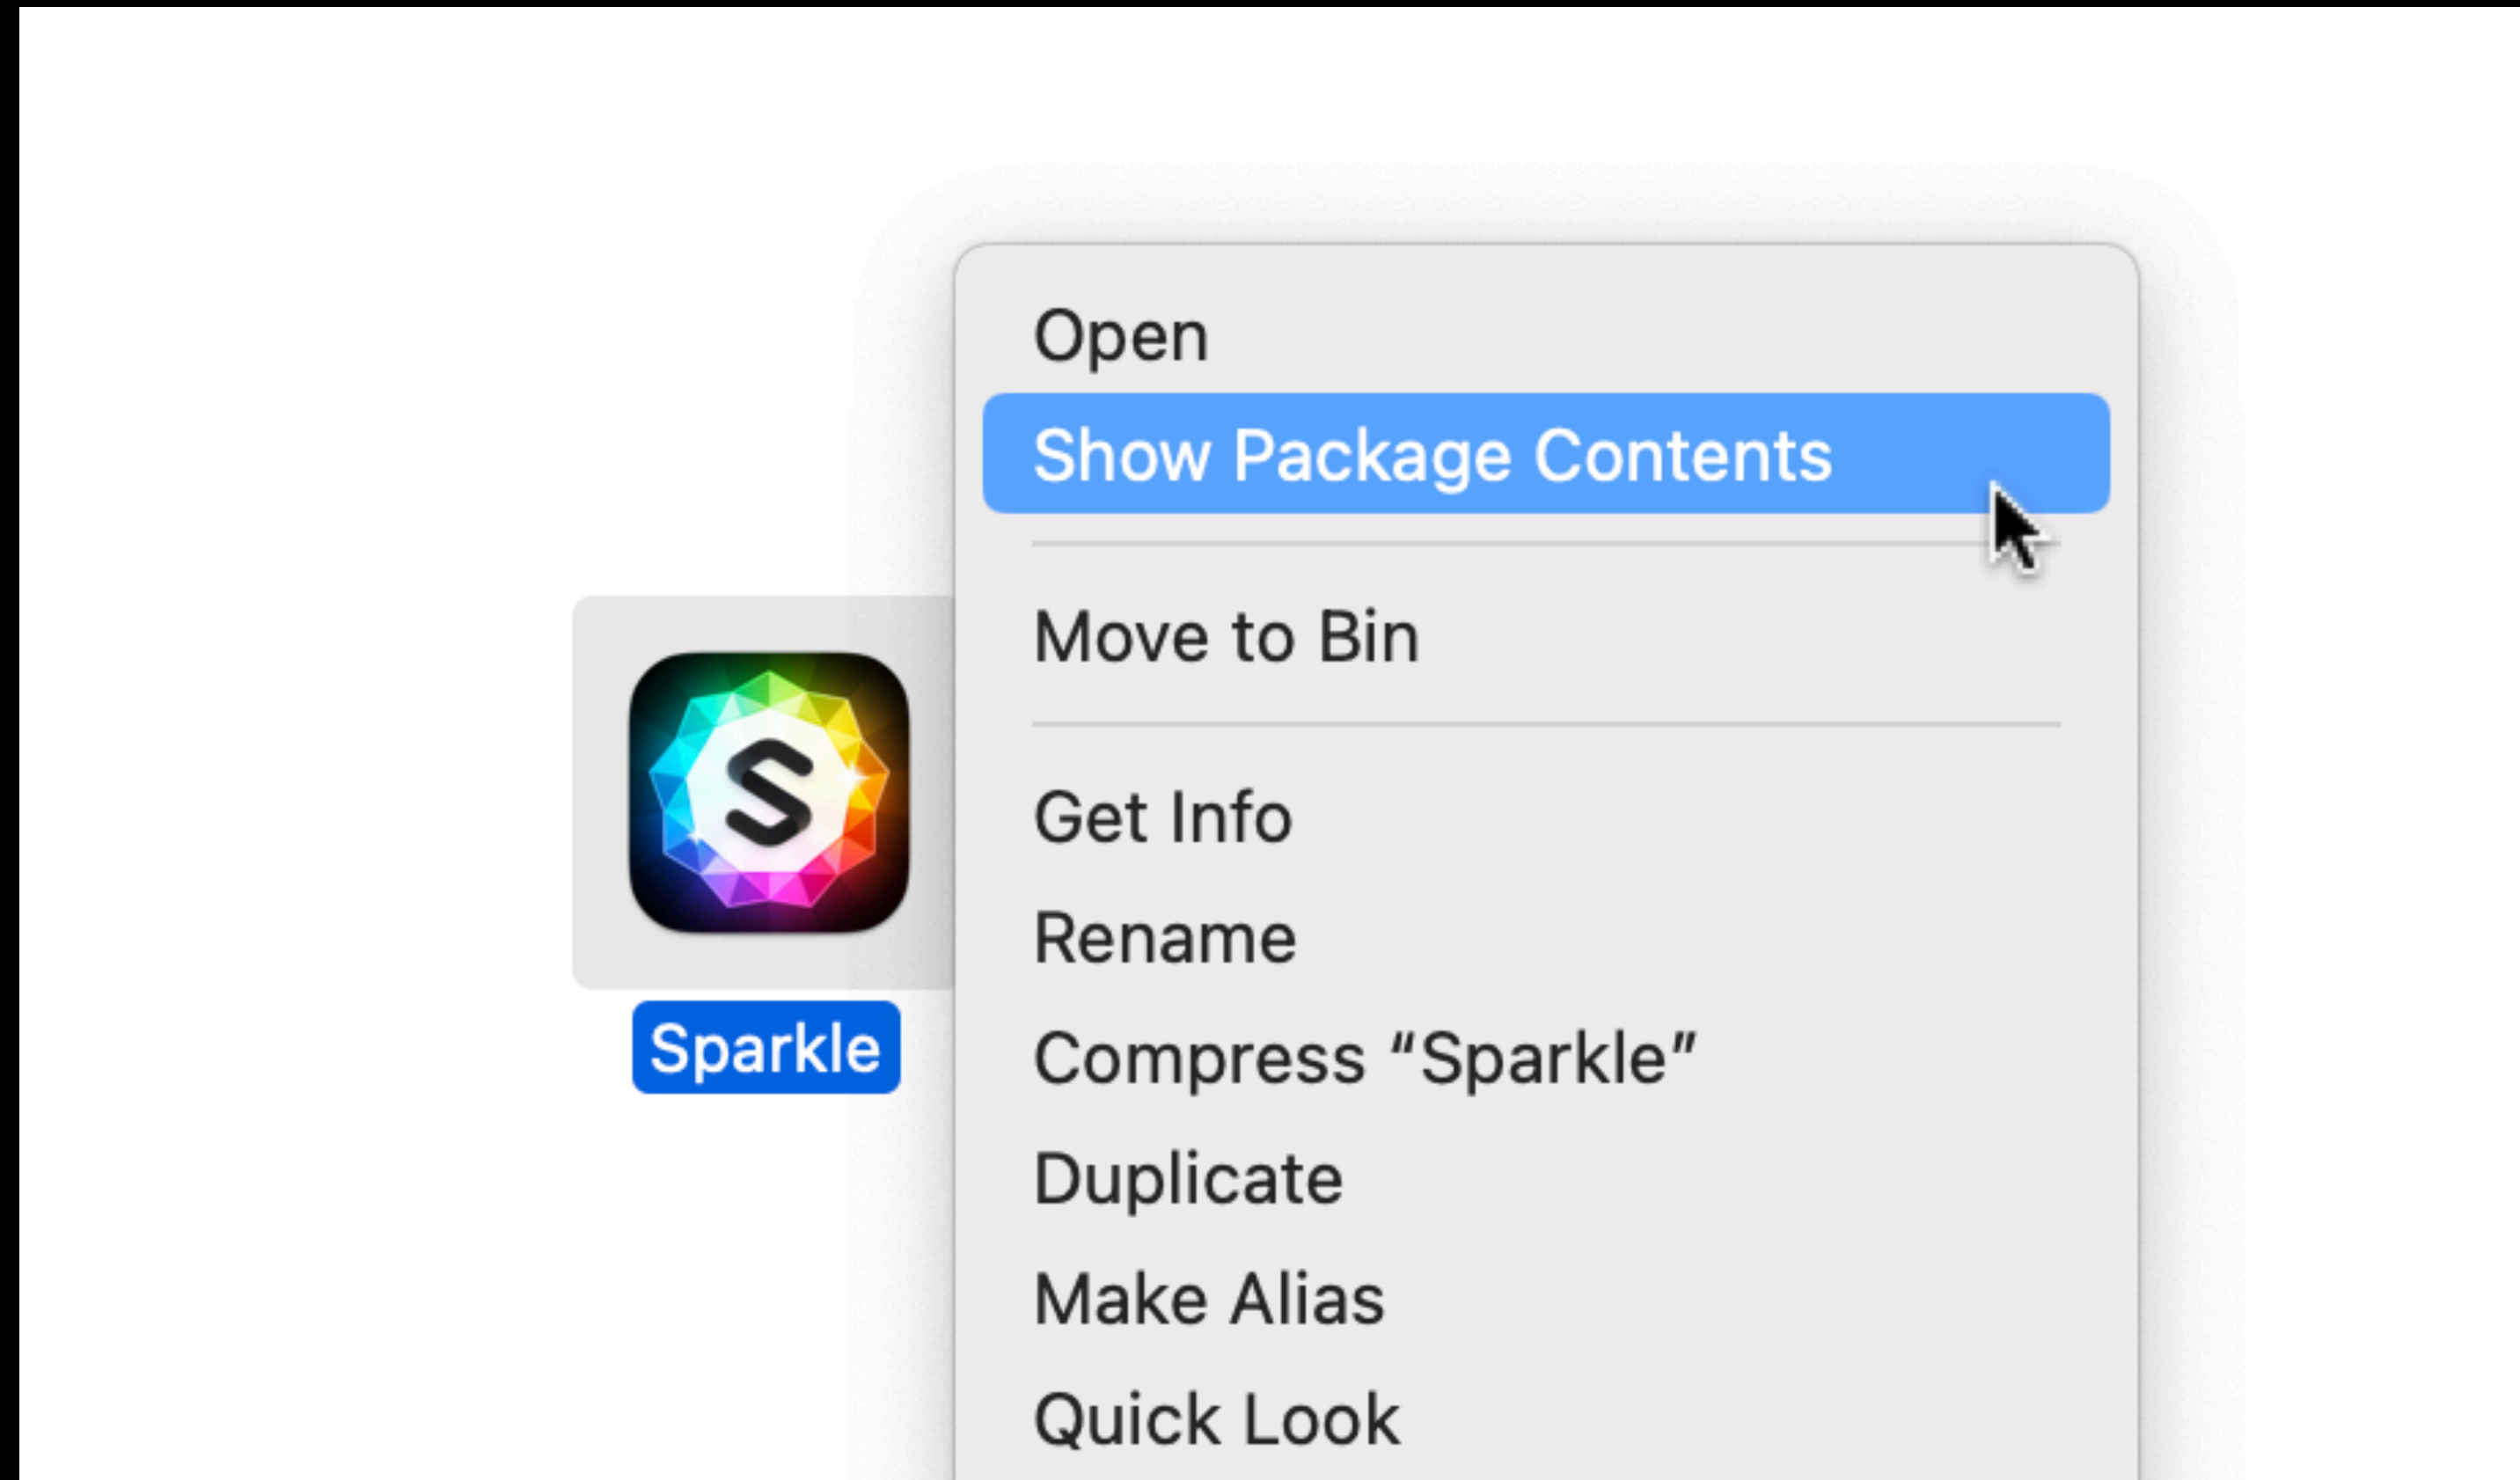 Open
Show Package Contents
Move to Bin
S
Sparkle
Get Info
Rename
Compress “Sparkle”
Duplicate
Make Alias
Quick Look